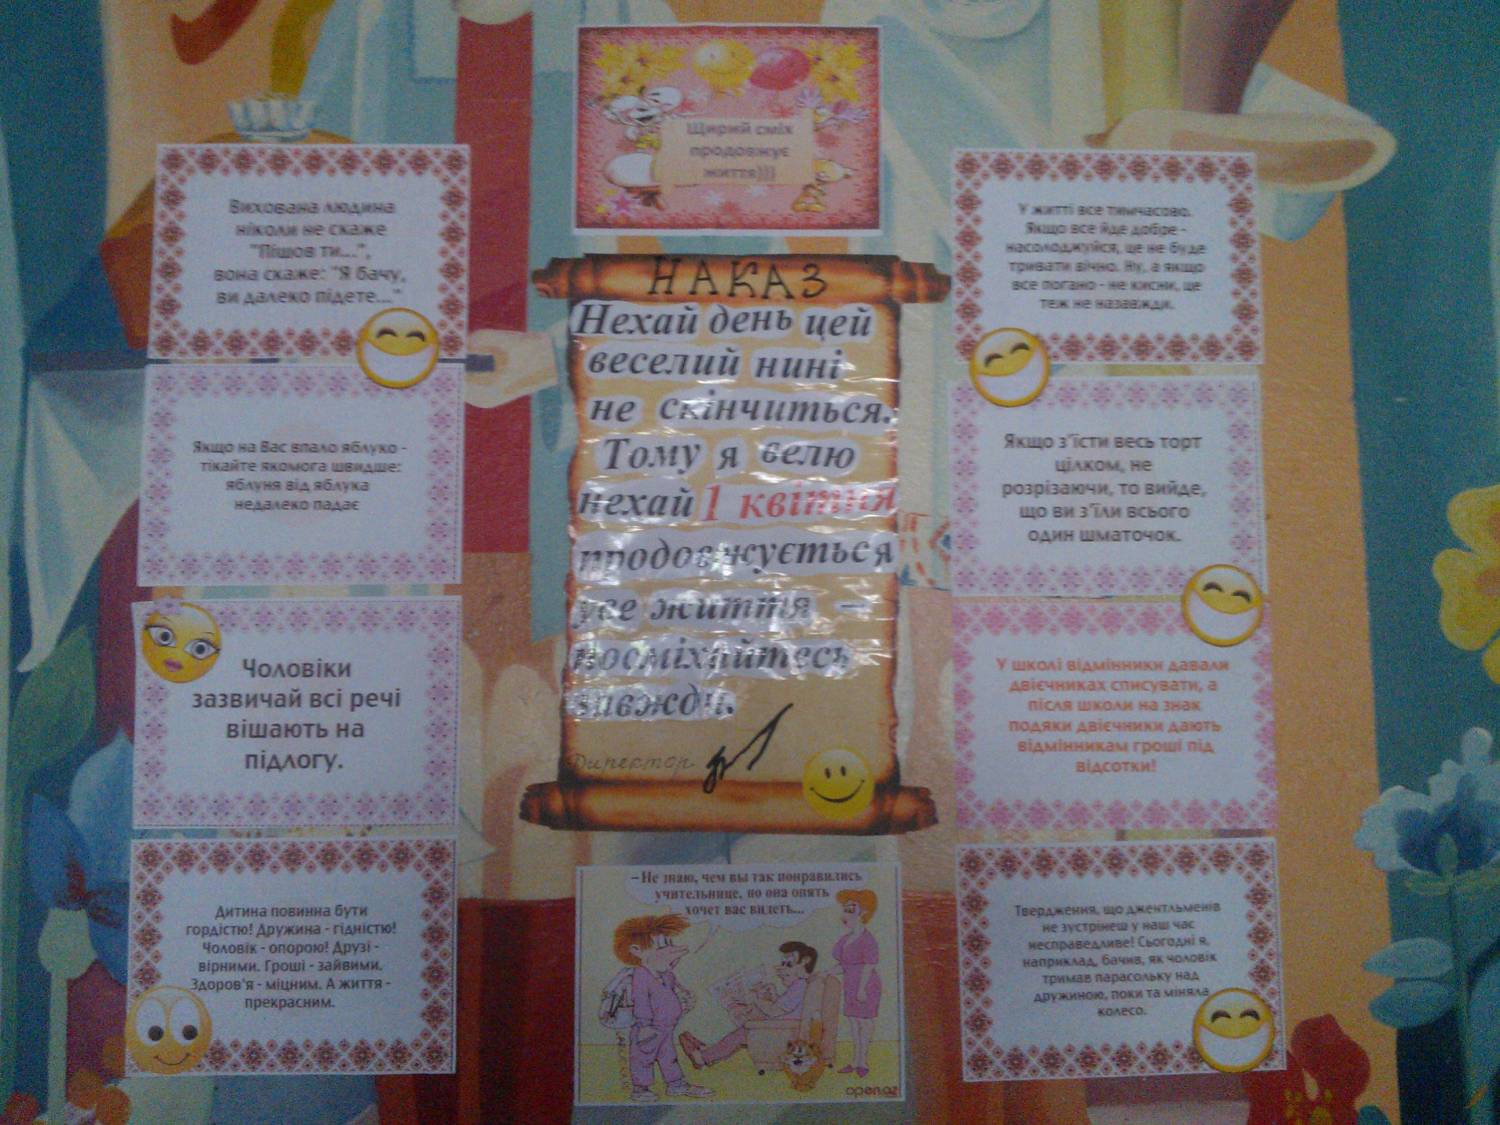 Щирий сміх
продовжує
життя)))
Вихована людина
ніколи не скаже
"Пішов ти...",
вона скаже: "Я бачу,
ви далеко підете..."
Якщо на Вас впало яблуко -
тікайте якомога швидше:
яблуня від яблука
недалеко падає
Чоловіки
зазвичай всі речі
вішають на
підлогу.
Дитина повинна бути
гордістю! Дружина - гідністю!
Чоловік - опорою! Друзі -
вірними. Гроші - зайвими.
Здоров'я - міцним. А життя -
прекрасним.
НАКАЗ
Нехай день цей
веселий нині
не скінчиться.
Тому я велю
нехай 1 квітня
продовжується
усе життя –
посміхайтесь
завжди.
Директор
–Не знаю, чем вы так понравились
учительнице, но она опять
хочет вас видеть...
open.az
У житті все тимчасово.
Якщо все йде добре -
насолоджуйся, це не буде
тривати вічно. Ну, а якщо
все погано - не кисни, це
теж не назавжди.
Якщо з'їсти весь торт
цілком, не
розрізаючи, то вийде,
що ви з'їли всього
один шматочок.
У школі відмінники давали
двієчникам списувати, а
після школи на знак
подяки двієчники дають
відмінникам гроші під
відсотки!
Твердження, що джентльменів
не зустрінеш у наш час
несправедливе! Сьогодні я,
наприклад, бачив, як чоловік
тримав парасольку над
дружиною, поки та міняла
колесо.